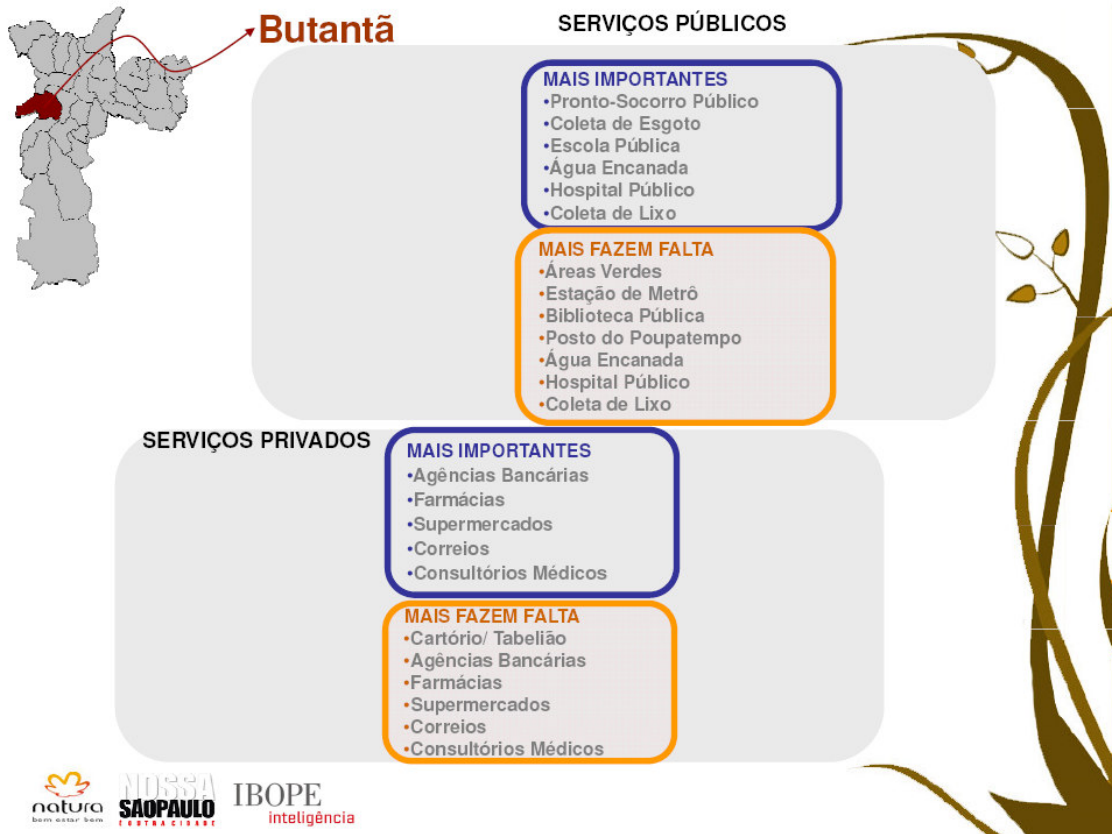 Butantã
SERVIÇOS PÚBLICOS
MAIS IMPORTANTES
•Pronto-Socorro Público
•Coleta de Esgoto
•Escola Pública
•Água Encanada
•Hospital Público
•Coleta de Lixo
MAIS FAZEM FALTA
•Áreas Verdes
•Estação de Metrô
•Biblioteca Pública
•Posto do Poupatempo
•Água Encanada
•Hospital Público
•Coleta de Lixo
SERVIÇOS PRIVADOS
MAIS IMPORTANTES
•Agências Bancárias
•Farmácias
•Supermercados
•Correios
•Consultórios Médicos
MAIS FAZEM FALTA
•Cartório/ Tabelião
•Agências Bancárias
•Farmácias
•Supermercados
•Correios
•Consultórios Médicos
natura
bem estar bem
NOSSA
SÃOPAULO
OUTRA CIDADE
IBOPE
inteligência